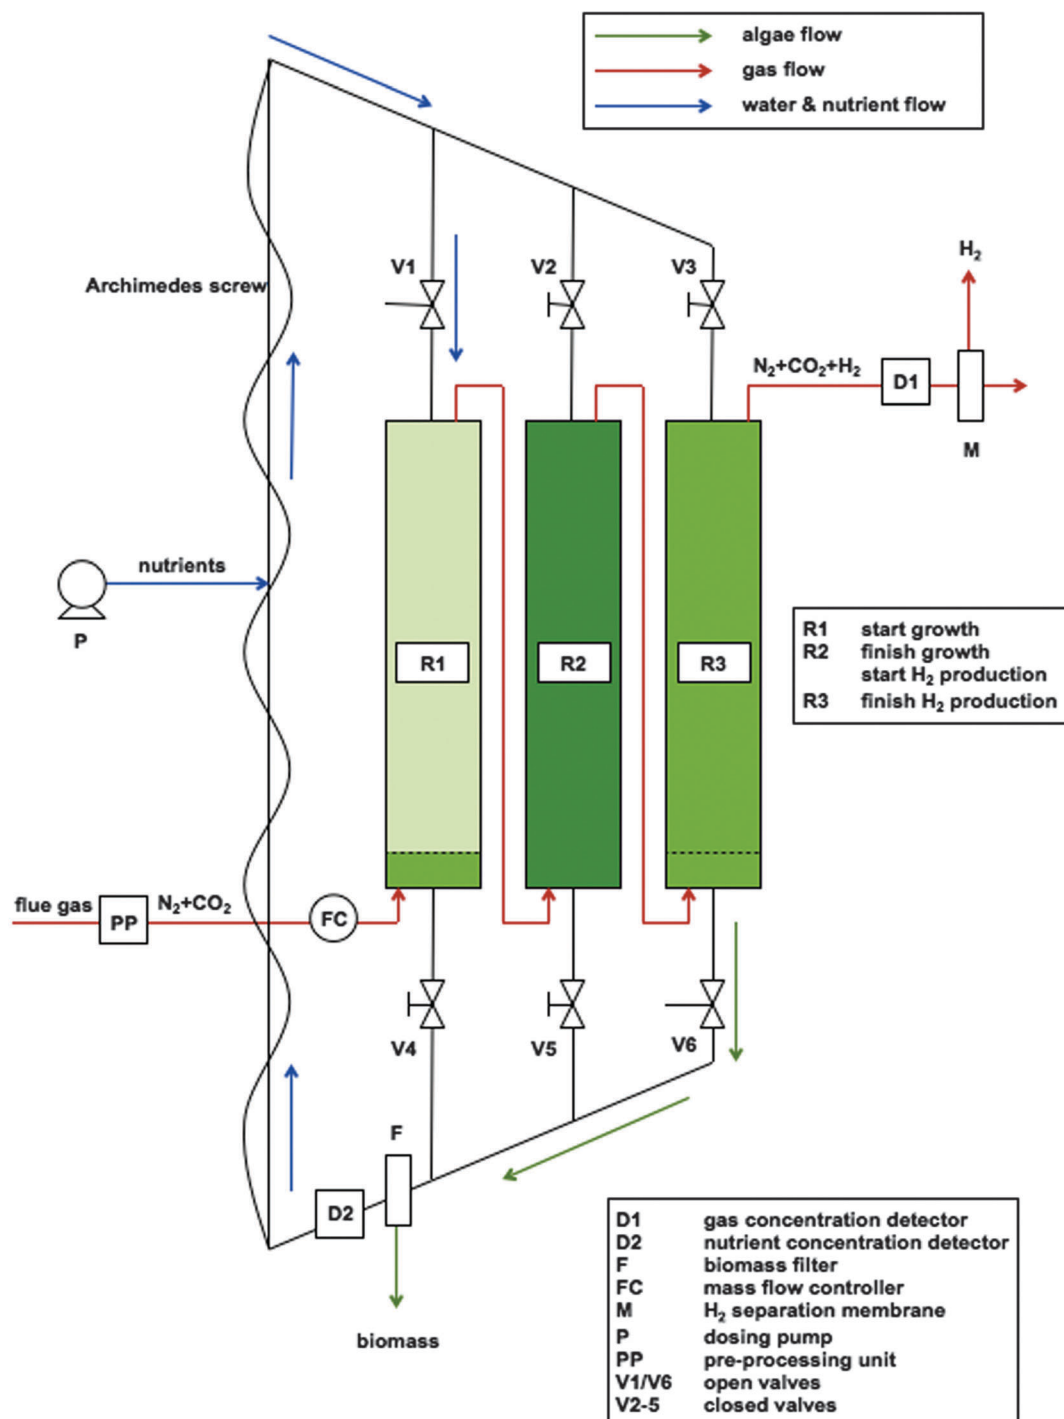 algae flow
gas flow
water & nutrient flow
V1
V2
V3
H₂
Archimedes screw
N₂+CO₂+H₂
D1
M
nutrients
P
R1
R2
R3
R1 start growth
R2 finish growth
start H₂ production
R3 finish H₂ production
flue gas
PP
N₂+CO₂
FC
V4
V5
V6
F
D2
biomass
D1 gas concentration detector
D2 nutrient concentration detector
F biomass filter
FC mass flow controller
M H₂ separation membrane
P dosing pump
PP pre-processing unit
V1/V6 open valves
V2-5 closed valves